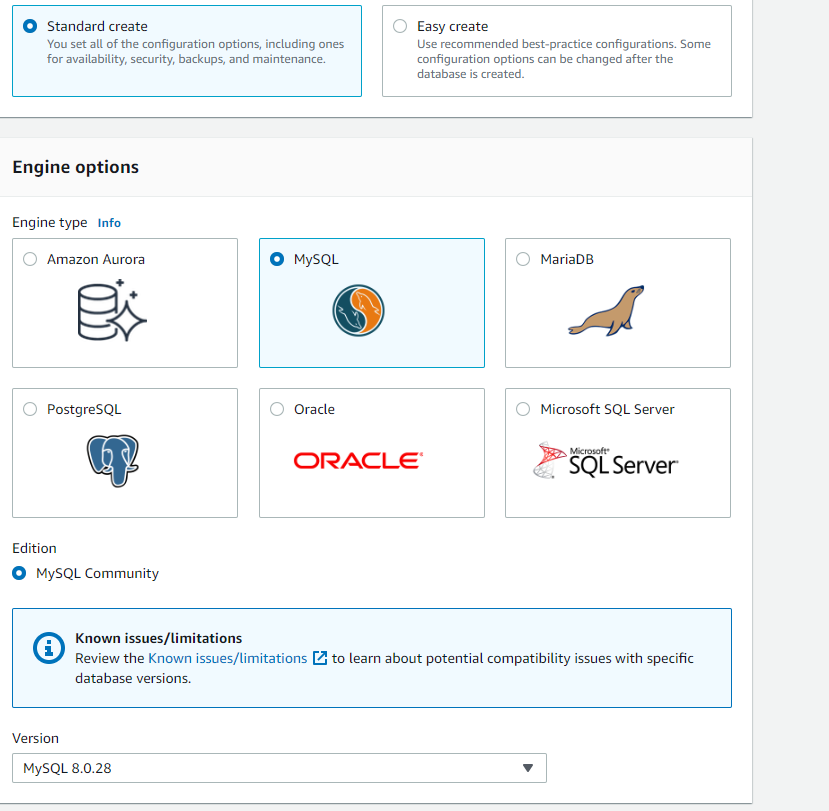 Standard create
You set all of the configuration options, including ones
for availability, security, backups, and maintenance.
Easy create
Use recommended best-practice configurations. Some
configuration options can be changed after the
database is created.
Engine options
Engine type Info
Amazon Aurora
MySQL
MariaDB
PostgreSQL
Oracle
ORACLE®
Microsoft SQL Server
Microsoft®
SQL Server®
Edition
MySQL Community
Known issues/limitations
Review the Known issues/limitations to learn about potential compatibility issues with specific
database versions.
Version
MySQL 8.0.28